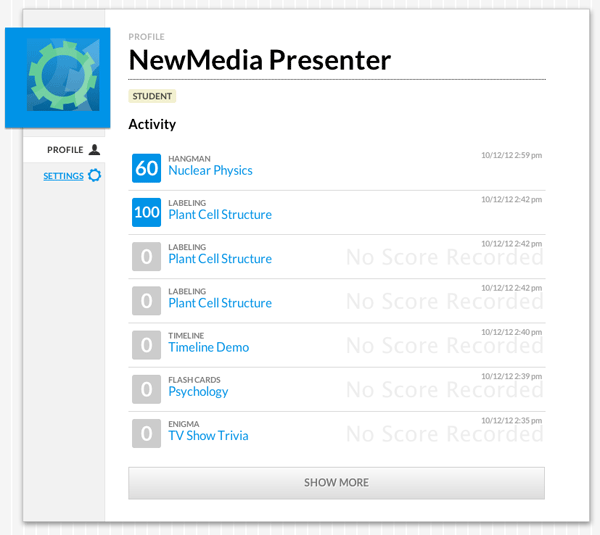 PROFILE
NewMedia Presenter
STUDENT
PROFILE
SETTINGS
Activity
60
HANGMAN
Nuclear Physics
10/12/12 2:59 pm
100
LABELING
Plant Cell Structure
10/12/12 2:42 pm
0
LABELING
Plant Cell Structure
10/12/12 2:42 pm
No Score Recorded
0
LABELING
Plant Cell Structure
10/12/12 2:42 pm
No Score Recorded
0
TIMELINE
Timeline Demo
10/12/12 2:40 pm
No Score Recorded
0
FLASH CARDS
Psychology
10/12/12 2:39 pm
No Score Recorded
0
ENIGMA
TV Show Trivia
10/12/12 2:35 pm
No Score Recorded
SHOW MORE